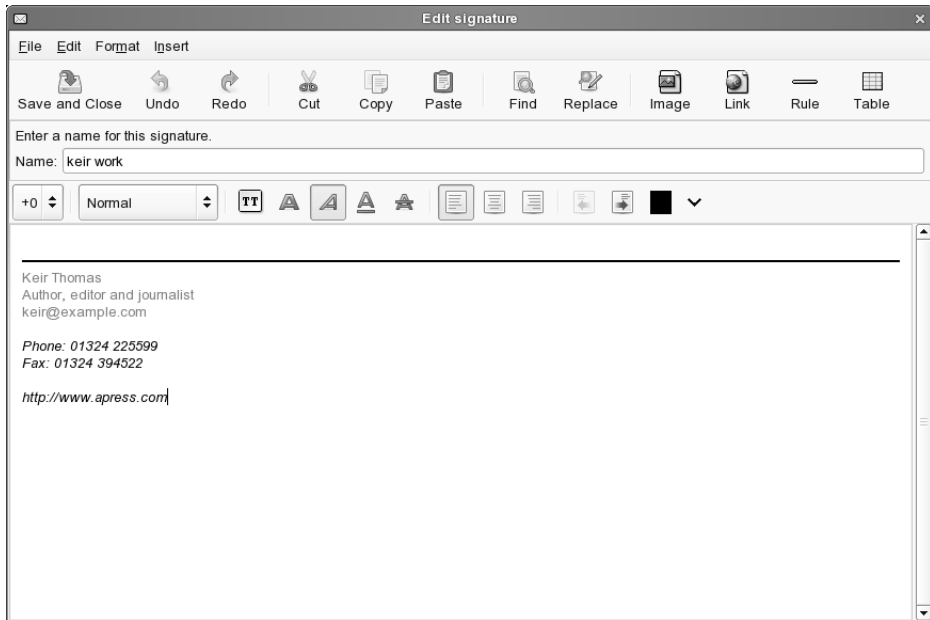 Edit signature
File Edit Format Insert
Save and Close Undo Redo Cut Copy Paste Find Replace Image Link Rule Table
Enter a name for this signature.
Name: keir work
+0 Normal TT A A A A
Keir Thomas
Author, editor and journalist
keir@example.com
Phone: 01324 225599
Fax: 01324 394522
http://www.apress.com